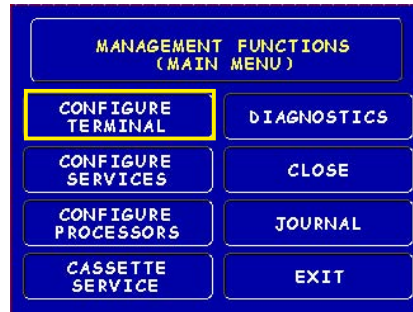 MANAGEMENT FUNCTIONS
(MAIN MENU)
CONFIGURE
TERMINAL
DIAGNOSTICS
CONFIGURE
SERVICES
CLOSE
CONFIGURE
PROCESSORS
JOURNAL
CASSETTE
SERVICE
EXIT